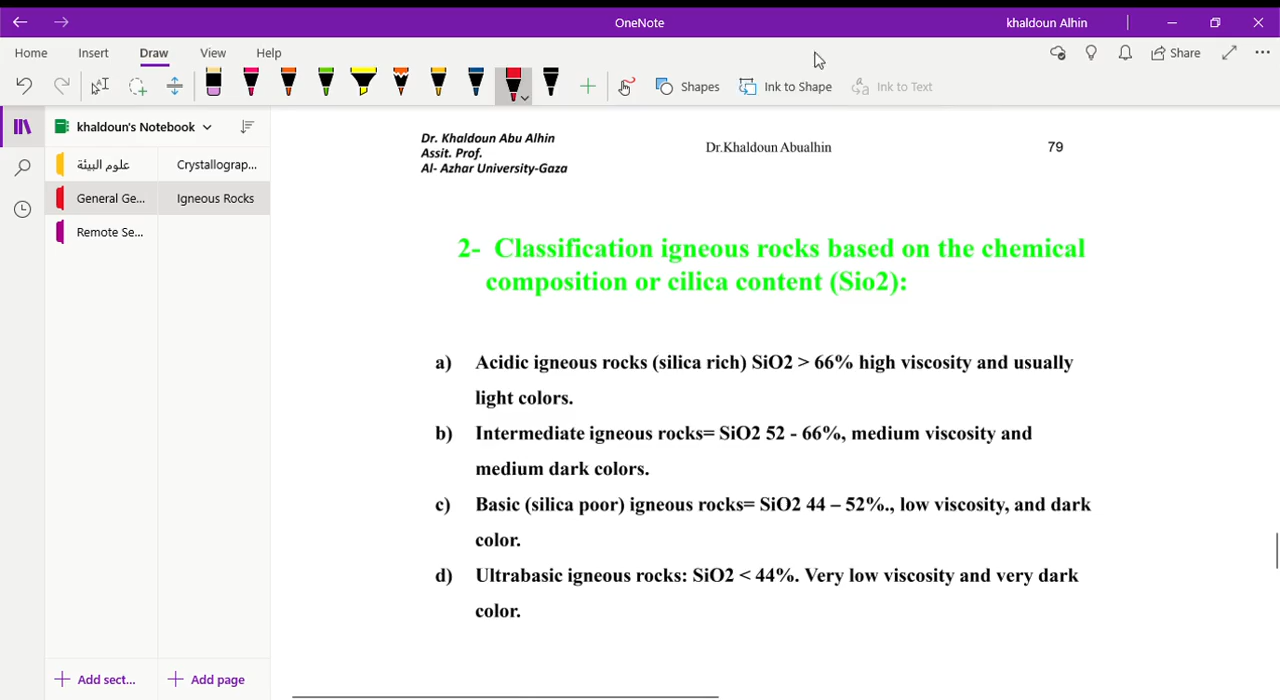 OneNote
khaldoun Alhin
Home Insert Draw View Help
Share
Shapes
Ink to Shape
Ink to Text
khaldoun's Notebook
علوم البيئة
Crystallograp...
General Ge...
Igneous Rocks
Remote Se...
Add sect...
Add page
Dr. Khaldoun Abu Alhin
Assit. Prof.
Al- Azhar University-Gaza
Dr.Khaldoun Abualhin
79
2- Classification igneous rocks based on the chemical
composition or cilica content (Sio2):
a) Acidic igneous rocks (silica rich) SiO2 > 66% high viscosity and usually
light colors.
b) Intermediate igneous rocks= SiO2 52 - 66%, medium viscosity and
medium dark colors.
c) Basic (silica poor) igneous rocks= SiO2 44 – 52%., low viscosity, and dark
color.
d) Ultrabasic igneous rocks: SiO2 < 44%. Very low viscosity and very dark
color.